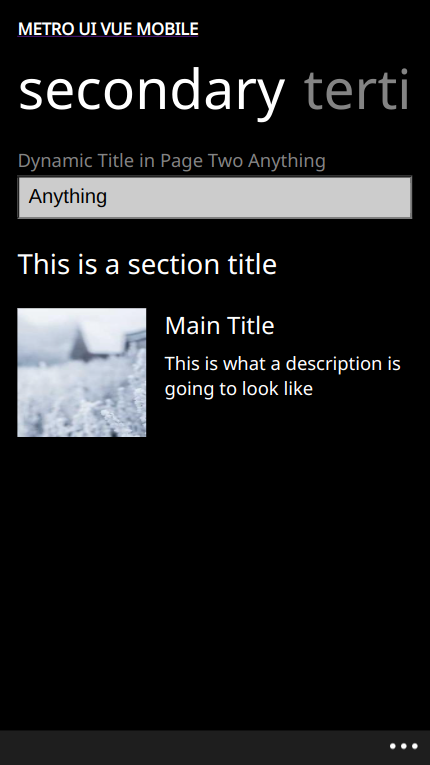 METRO UI VUE MOBILE
secondary terti
Dynamic Title in Page Two Anything
Anything
This is a section title
Main Title
This is what a description is
going to look like